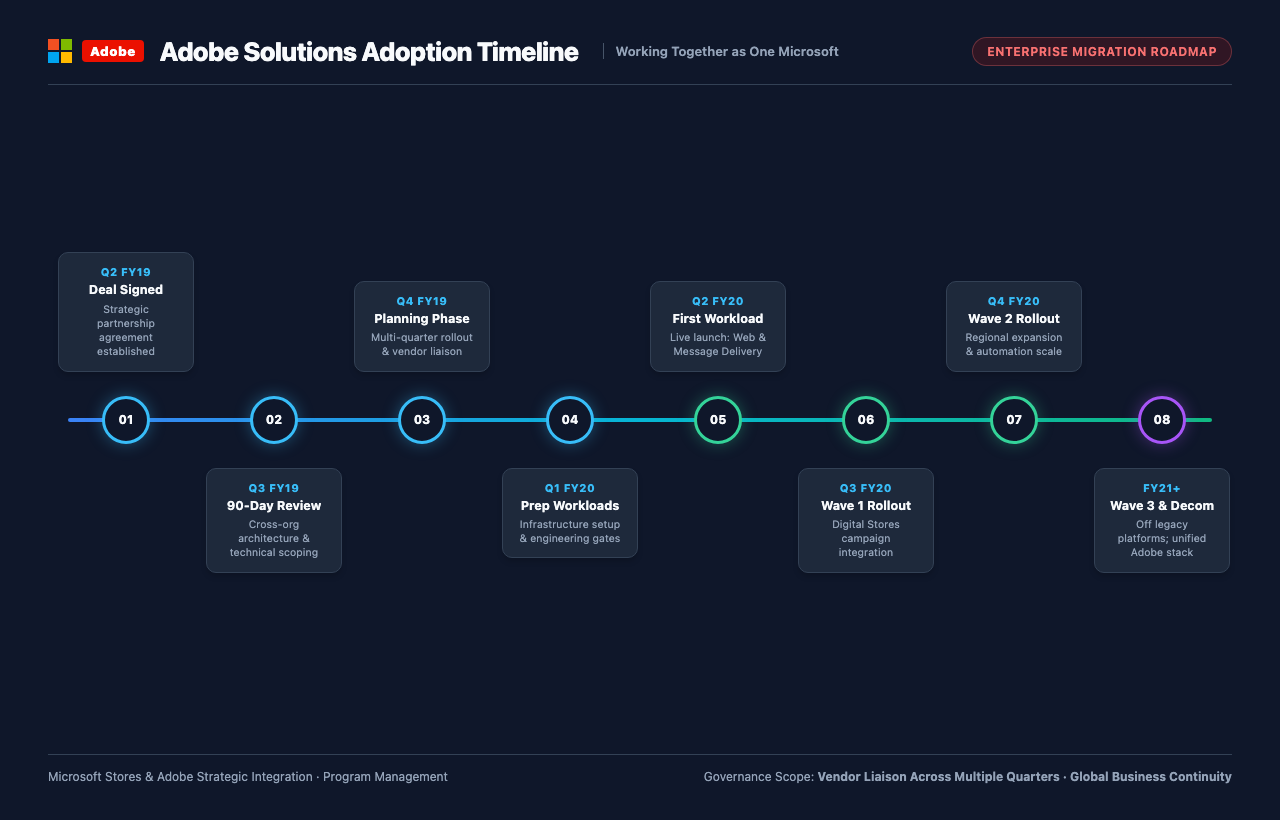 Adobe
Adobe Solutions Adoption Timeline
Working Together as One Microsoft
ENTERPRISE MIGRATION ROADMAP
Q2 FY19
Deal Signed
Strategic
partnership
agreement
established
Q4 FY19
Planning Phase
Multi-quarter rollout
& vendor liaison
Q2 FY20
First Workload
Live launch: Web &
Message Delivery
Q4 FY20
Wave 2 Rollout
Regional expansion
& automation scale
01
02
03
04
05
06
07
08
Q3 FY19
90-Day Review
Cross-org
architecture &
technical scoping
Q1 FY20
Prep Workloads
Infrastructure setup
& engineering gates
Q3 FY20
Wave 1 Rollout
Digital Stores
campaign
integration
FY21+
Wave 3 & Decom
Off legacy
platforms; unified
Adobe stack
Microsoft Stores & Adobe Strategic Integration · Program Management
Governance Scope: Vendor Liaison Across Multiple Quarters · Global Business Continuity